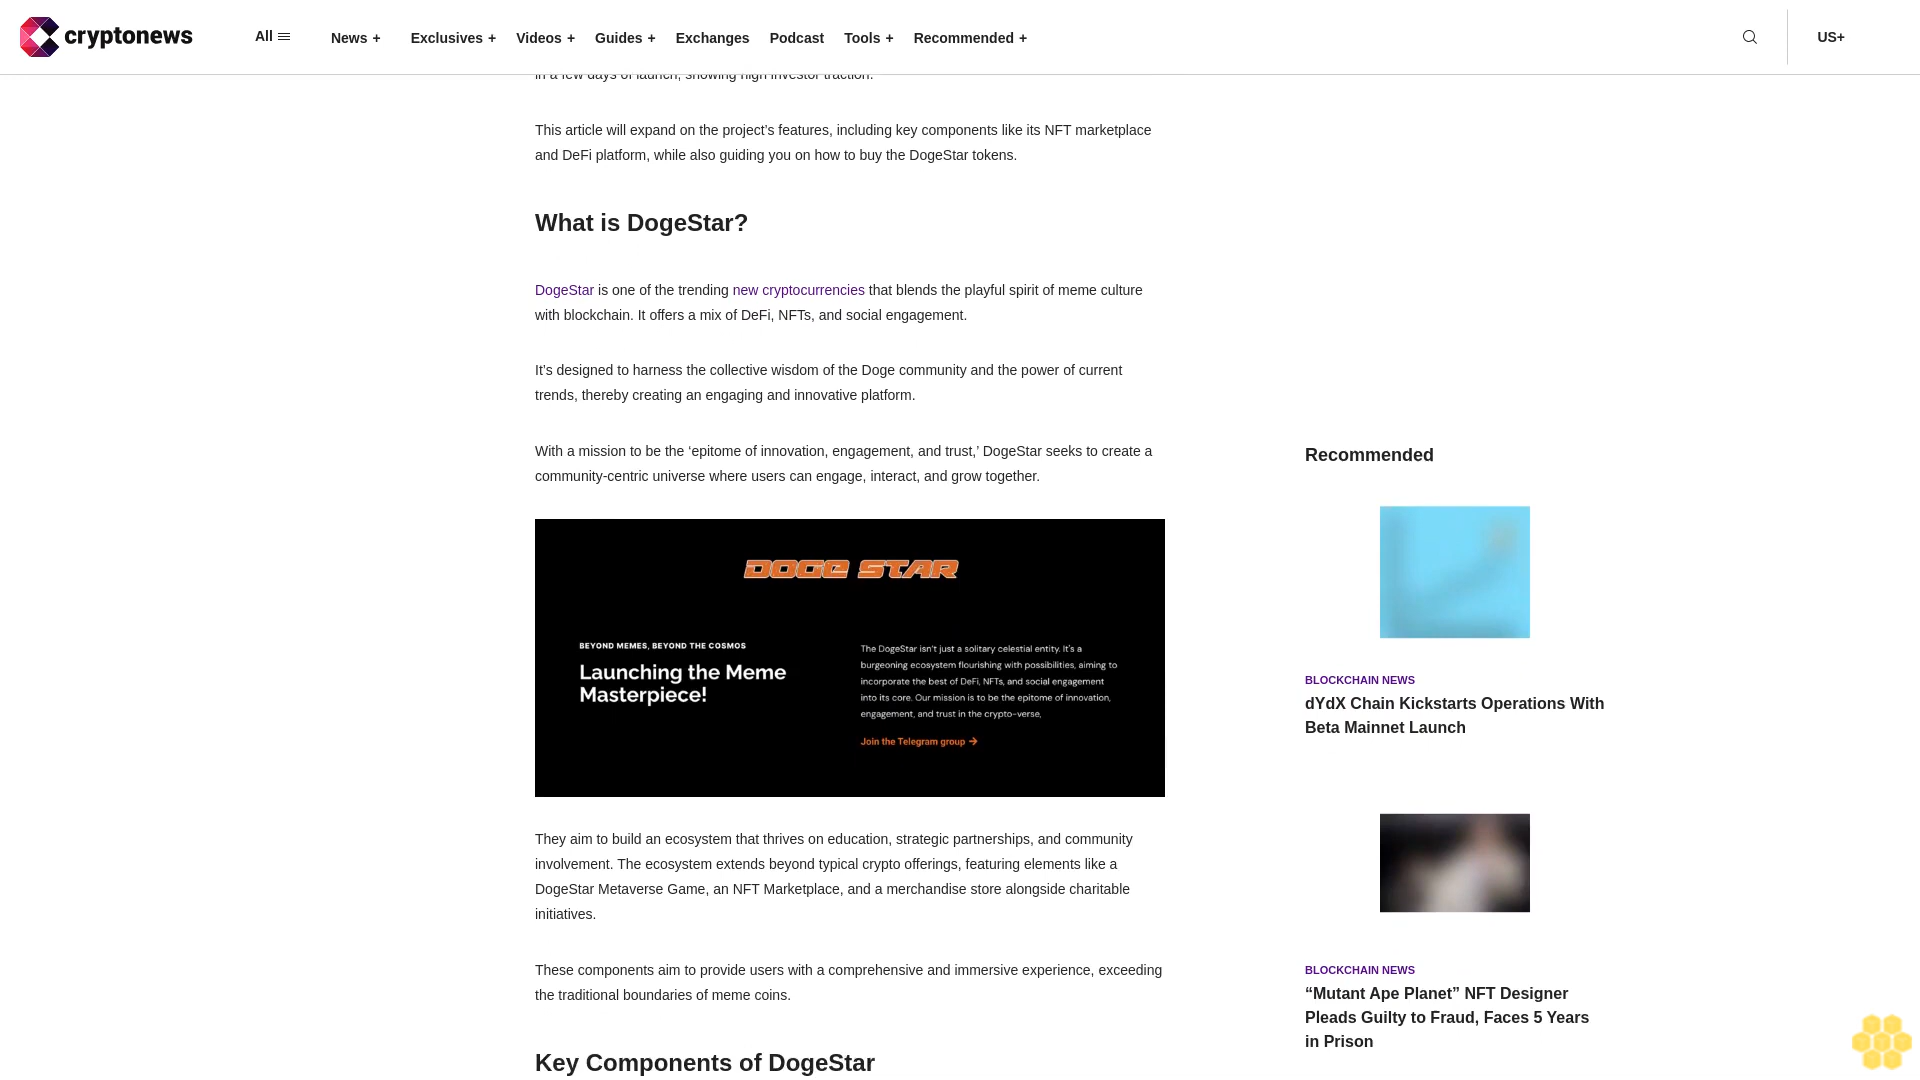 cryptonews
All
News +
Exclusives +
Videos +
Guides +
Exchanges
Podcast
Tools +
Recommended +
US+
in a few days of launch, showing high investor traction.
This article will expand on the project’s features, including key components like its NFT marketplace
and DeFi platform, while also guiding you on how to buy the DogeStar tokens.
What is DogeStar?
DogeStar is one of the trending new cryptocurrencies that blends the playful spirit of meme culture
with blockchain. It offers a mix of DeFi, NFTs, and social engagement.
It’s designed to harness the collective wisdom of the Doge community and the power of current
trends, thereby creating an engaging and innovative platform.
With a mission to be the ‘epitome of innovation, engagement, and trust,’ DogeStar seeks to create a
community-centric universe where users can engage, interact, and grow together.
DOGE STAR
BEYOND MEMES, BEYOND THE COSMOS
Launching the Meme
Masterpiece!
The DogeStar isn't just a solitary celestial entity. It's a
burgeoning ecosystem flourishing with possibilities, aiming to
incorporate the best of DeFi, NFTs, and social engagement
into its core. Our mission is to be the epitome of innovation,
engagement, and trust in the crypto-verse,
Join the Telegram group →
They aim to build an ecosystem that thrives on education, strategic partnerships, and community
involvement. The ecosystem extends beyond typical crypto offerings, featuring elements like a
DogeStar Metaverse Game, an NFT Marketplace, and a merchandise store alongside charitable
initiatives.
These components aim to provide users with a comprehensive and immersive experience, exceeding
the traditional boundaries of meme coins.
Key Components of DogeStar
Recommended
BLOCKCHAIN NEWS
dYdX Chain Kickstarts Operations With
Beta Mainnet Launch
BLOCKCHAIN NEWS
“Mutant Ape Planet” NFT Designer
Pleads Guilty to Fraud, Faces 5 Years
in Prison